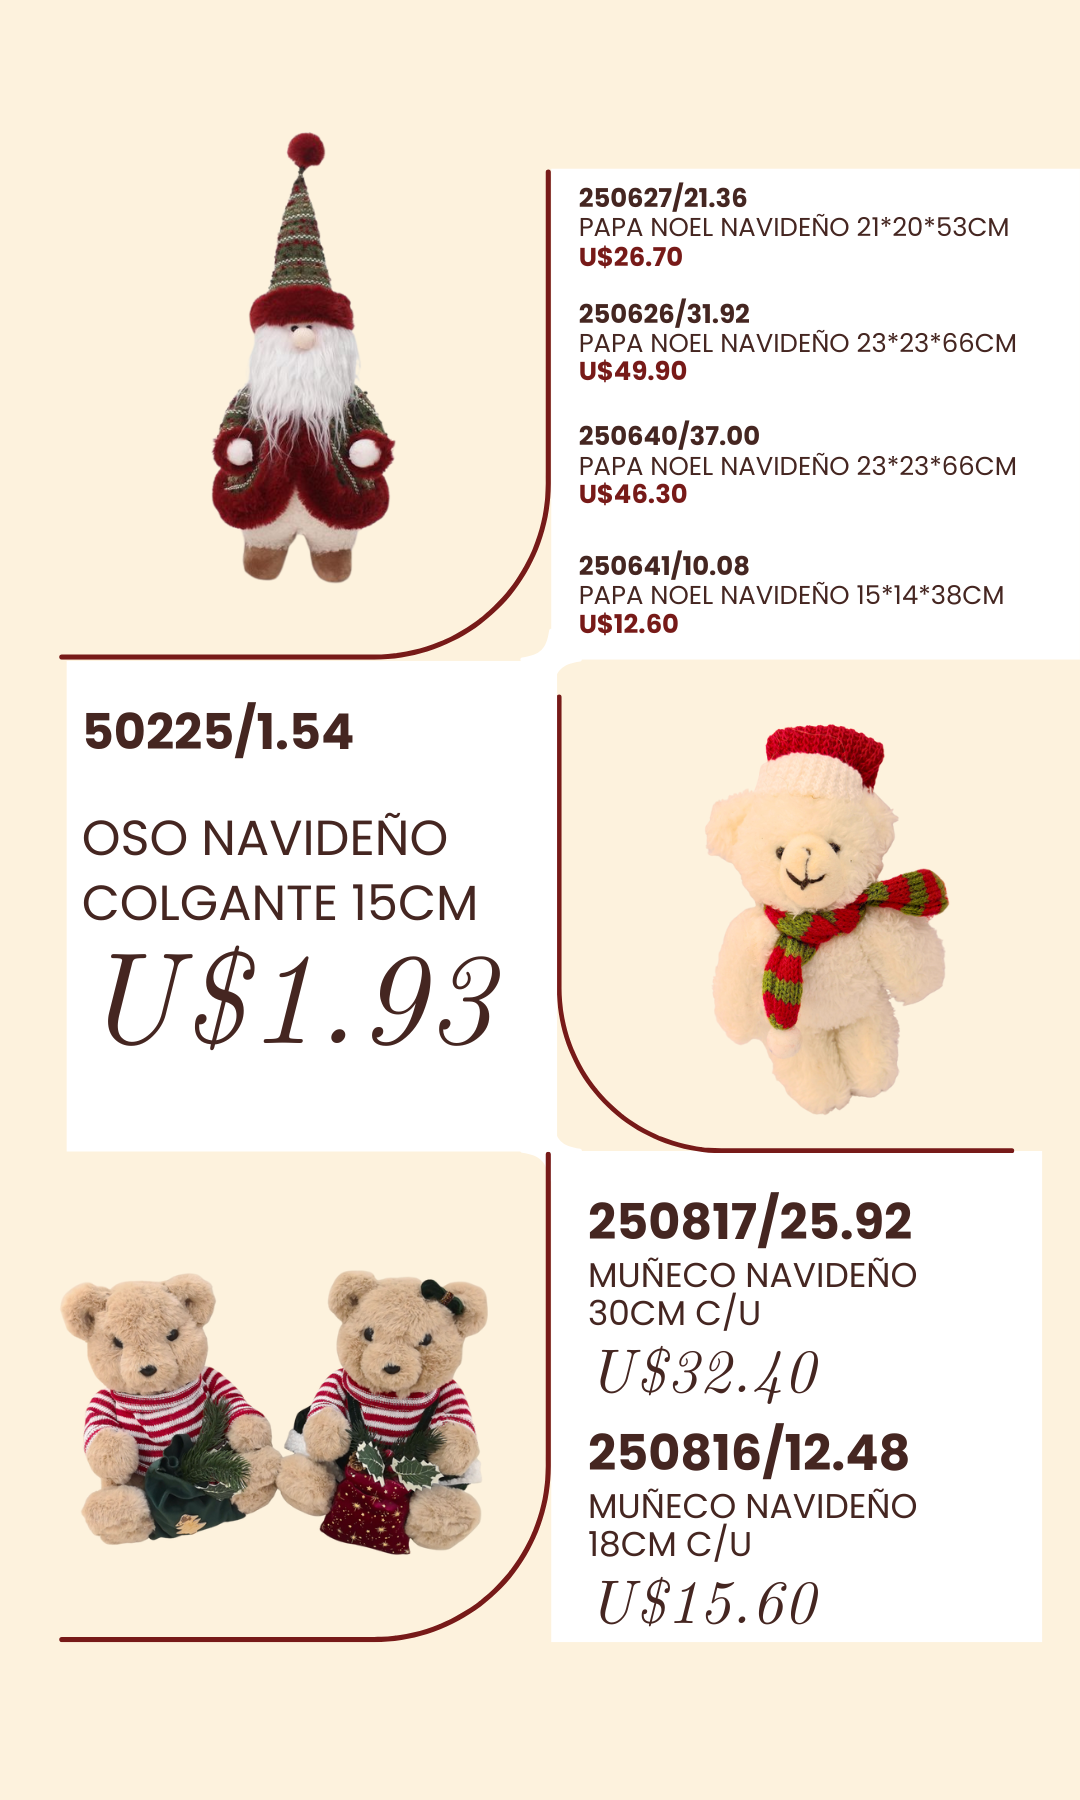 250627/21.36
PAPA NOEL NAVIDEÑO 21*20*53CM
U$26.70
250626/31.92
PAPA NOEL NAVIDEÑO 23*23*66CM
U$49.90
250640/37.00
PAPA NOEL NAVIDEÑO 23*23*66CM
U$46.30
250641/10.08
PAPA NOEL NAVIDEÑO 15*14*38CM
U$12.60
50225/1.54
OSO NAVIDEÑO
COLGANTE 15CM
U$1.93
250817/25.92
MUÑECO NAVIDEÑO
30CM C/U
U$32.40
250816/12.48
MUÑECO NAVIDEÑO
18CM C/U
U$15.60